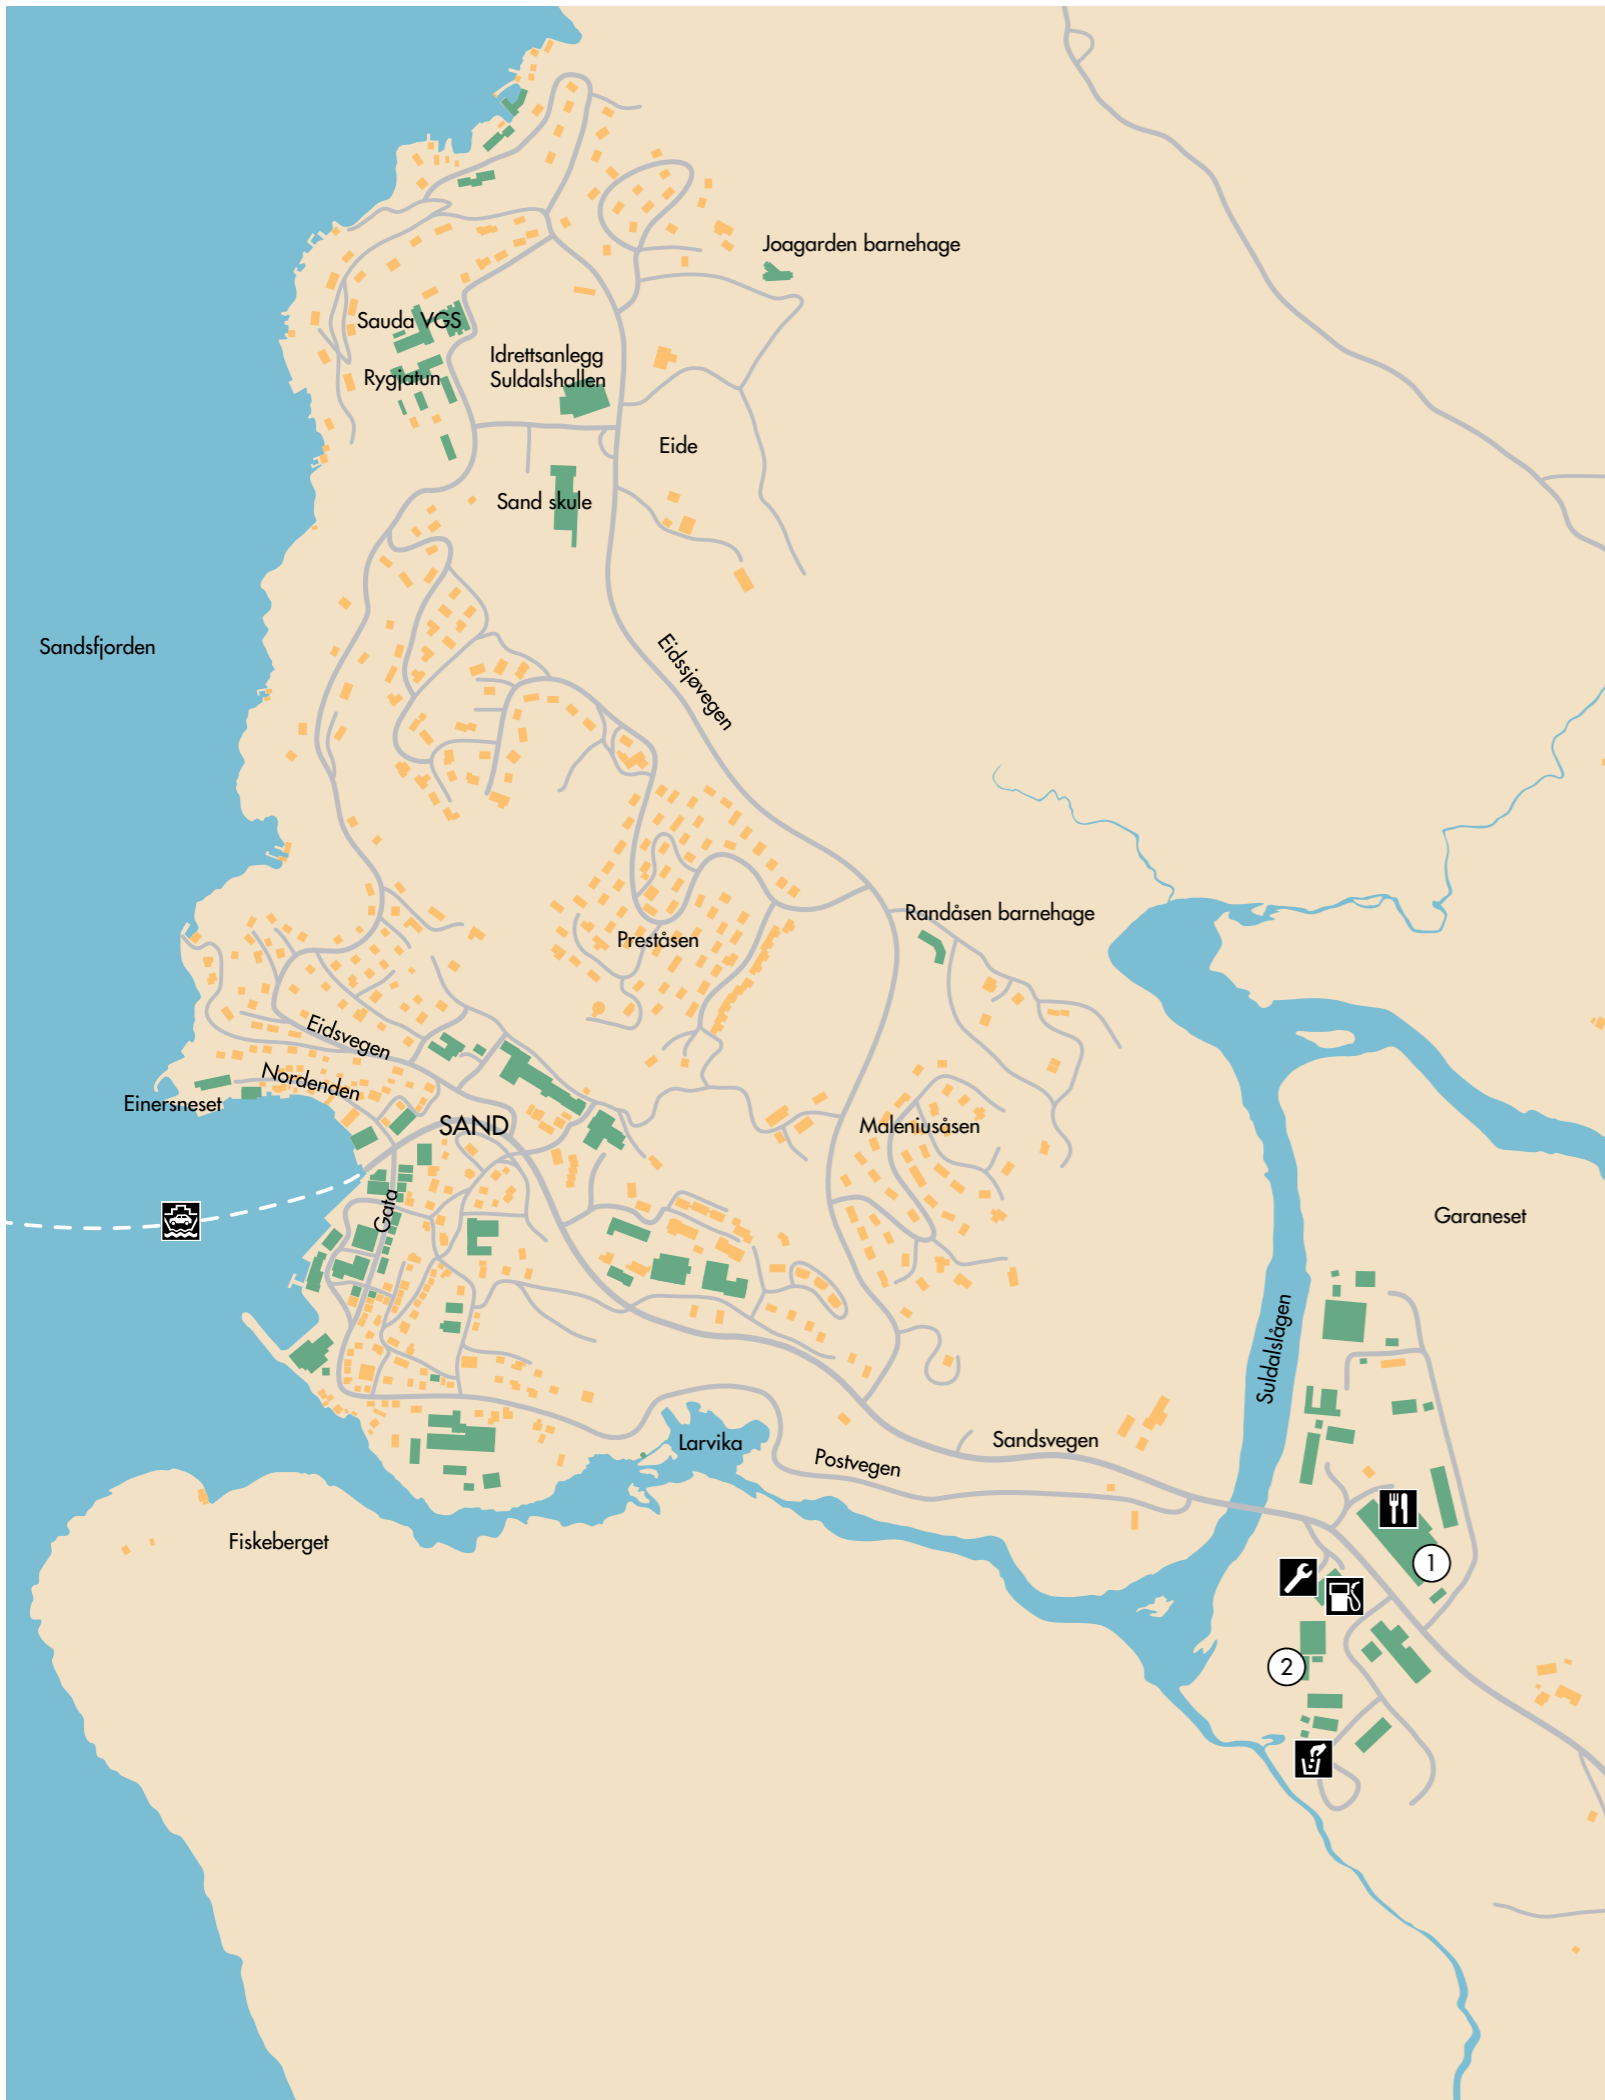 Joagarden barnehage
Sauda VGS
Idrettsanlegg
Suldalshallen
Rygjatun
Eide
Sand skule
Sandsfjorden
Eidssjøvegen
Randåsen barnehage
Preståsen
Eidsvegen
Nordenden
Einersneset
SAND
Maleniusåsen
Gata
Garaneset
Suldalslågen
Larvika
Sandsvegen
Postvegen
Fiskeberget
1
2